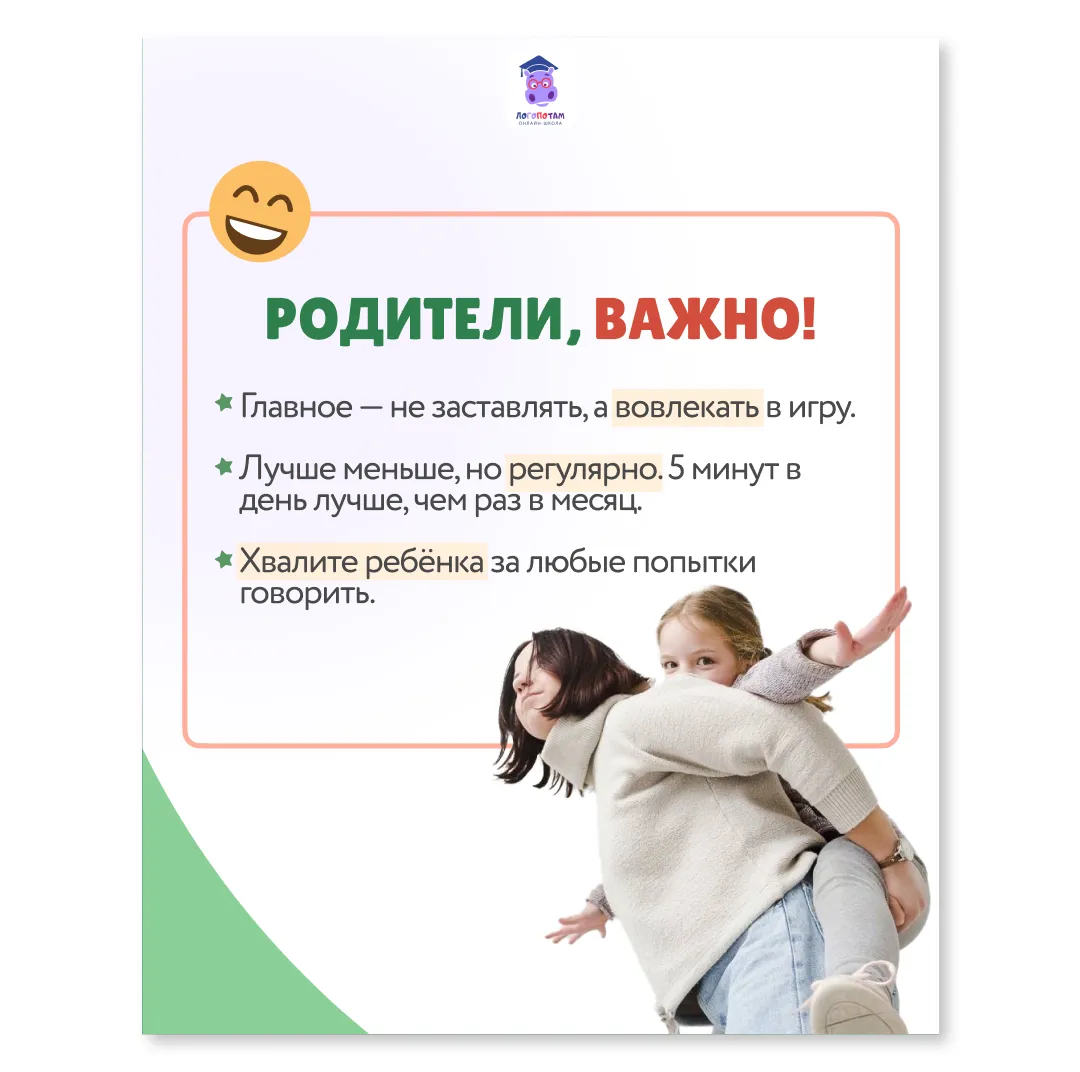 ЛОГОПОТАМ
ОНЛАЙН-ШКОЛА
РОДИТЕЛИ, ВАЖНО!
Главное — не заставлять, а вовлекать в игру.
Лучше меньше, но регулярно. 5 минут в
день лучше, чем раз в месяц.
Хвалите ребёнка за любые попытки
говорить.